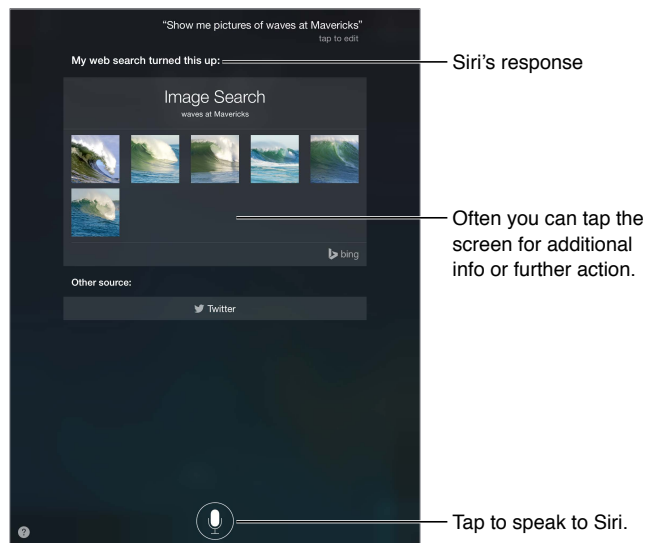 “Show me pictures of waves at Mavericks”
tap to edit
My web search turned this up:
Siri’s response
Image Search
waves at Mavericks
Often you can tap the
screen for additional
info or further action.
bing
Other source:
Twitter
Tap to speak to Siri.
?